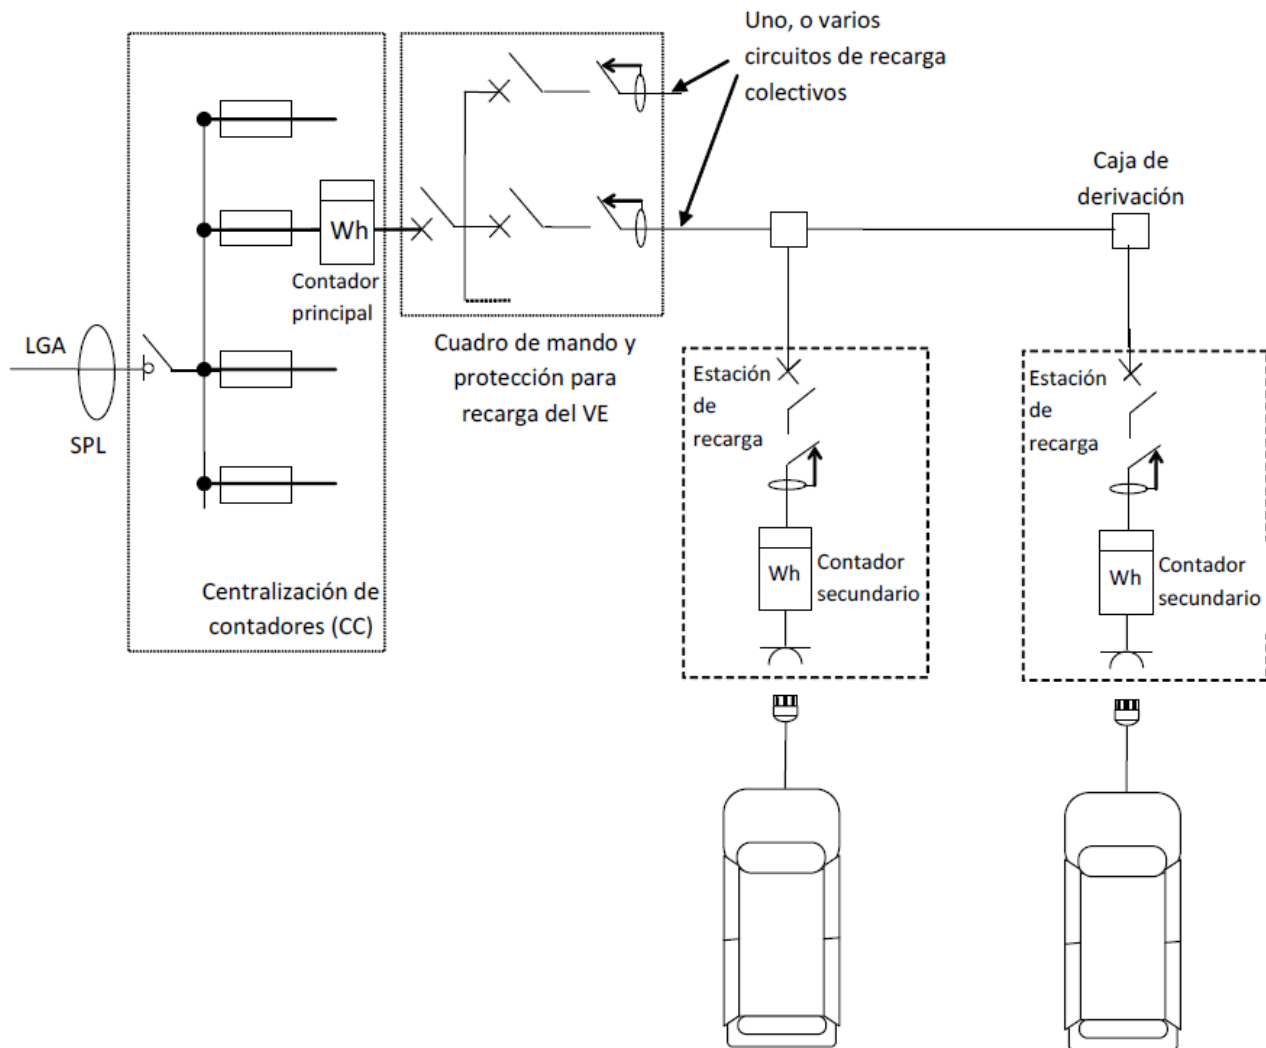 Uno, o varios
circuitos de recarga
colectivos
Caja de
derivación
Wh
Contador
principal
LGA
SPL
Cuadro de mando y
protección para
recarga del VE
Centralización de
contadores (CC)
Estación
de
recarga
Wh
Contador
secundario
Estación
de
recarga
Wh
Contador
secundario